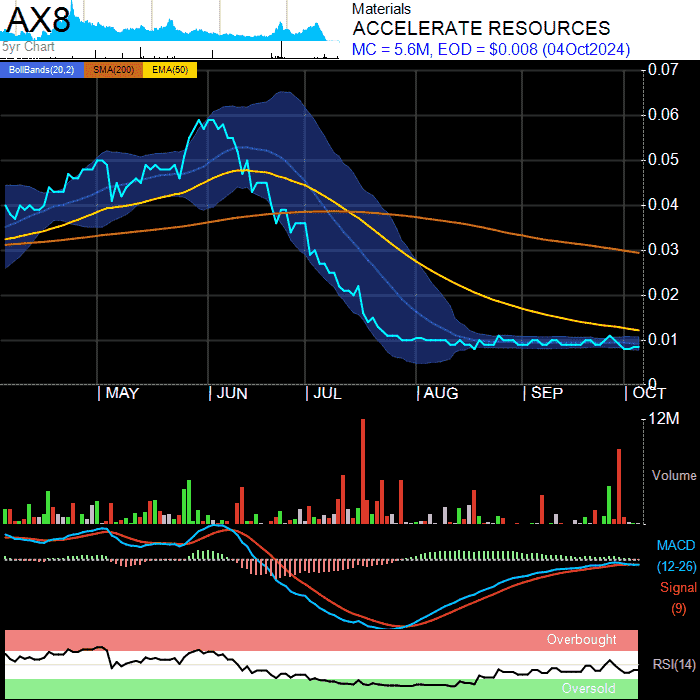 AX8
5yr Chart
Materials
ACCELERATE RESOURCES
MC = 5.6M, EOD = $0.008 (04Oct2024)
BollBands(20,2) SMA(200) EMA(50)
0.07
0.06
0.05
0.04
0.03
0.02
0.01
0
MAY JUN JUL AUG SEP OCT
12M
Volume
MACD
(12-26)
Signal
(9)
Overbought
RSI(14)
Oversold